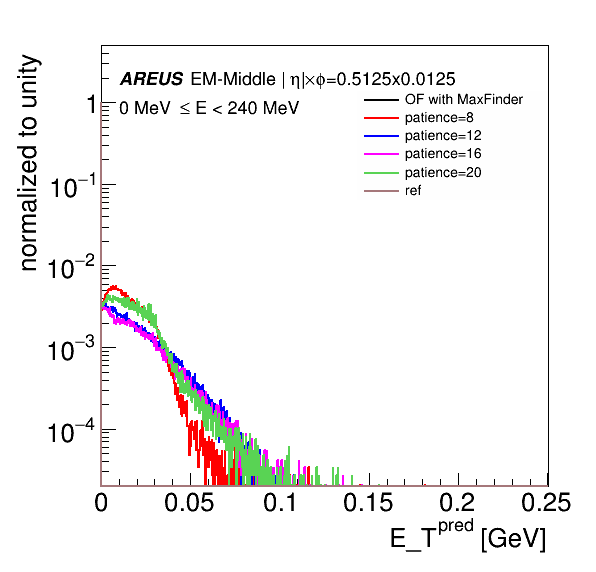 normalized to unity
AREUS EM-Middle | η|×ϕ=0.5125x0.0125
0 MeV ≤ E < 240 MeV
OF with MaxFinder
patience=8
patience=12
patience=16
patience=20
ref
1
10⁻¹
10⁻²
10⁻³
10⁻⁴
0 0.05 0.1 0.15 0.2 0.25
E_T^pred [GeV]